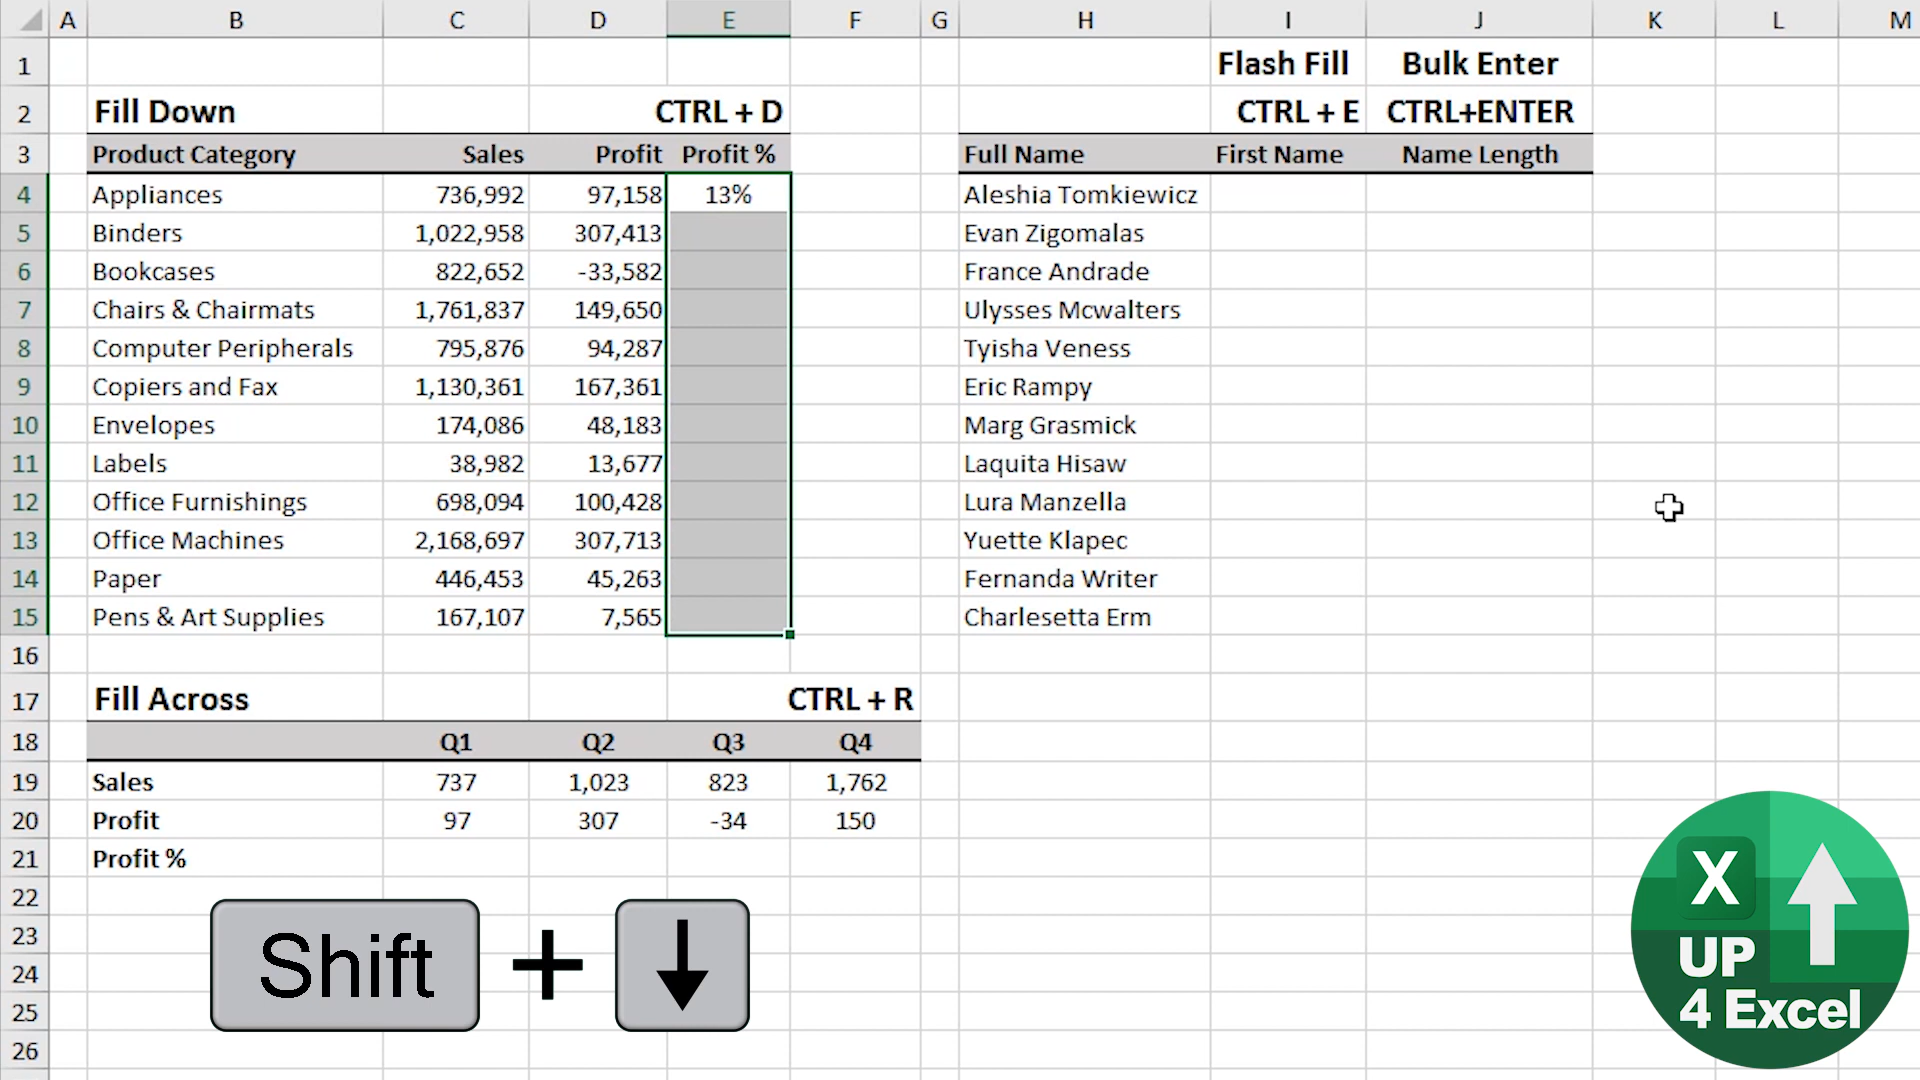 A B C D E F G H I J K L M
1 Flash Fill Bulk Enter
2 Fill Down CTRL + D CTRL + E CTRL+ENTER
3 Product Category Sales Profit Profit % Full Name First Name Name Length
4 Appliances 736,992 97,158 13% Aleshia Tomkiewicz
5 Binders 1,022,958 307,413 Evan Zigomalas
6 Bookcases 822,652 -33,582 France Andrade
7 Chairs & Chairmats 1,761,837 149,650 Ulysses Mcwalters
8 Computer Peripherals 795,876 94,287 Tyisha Veness
9 Copiers and Fax 1,130,361 167,361 Eric Rampy
10 Envelopes 174,086 48,183 Marg Grasmick
11 Labels 38,982 13,677 Laquita Hisaw
12 Office Furnishings 698,094 100,428 Lura Manzella
13 Office Machines 2,168,697 307,713 Yuette Klapec
14 Paper 446,453 45,263 Fernanda Writer
15 Pens & Art Supplies 167,107 7,565 Charlesetta Erm
16
17 Fill Across CTRL + R
18 Q1 Q2 Q3 Q4
19 Sales 737 1,023 823 1,762
20 Profit 97 307 -34 150
21 Profit %
22
23
24
25
26
Shift + ↓
X
UP
4 Excel